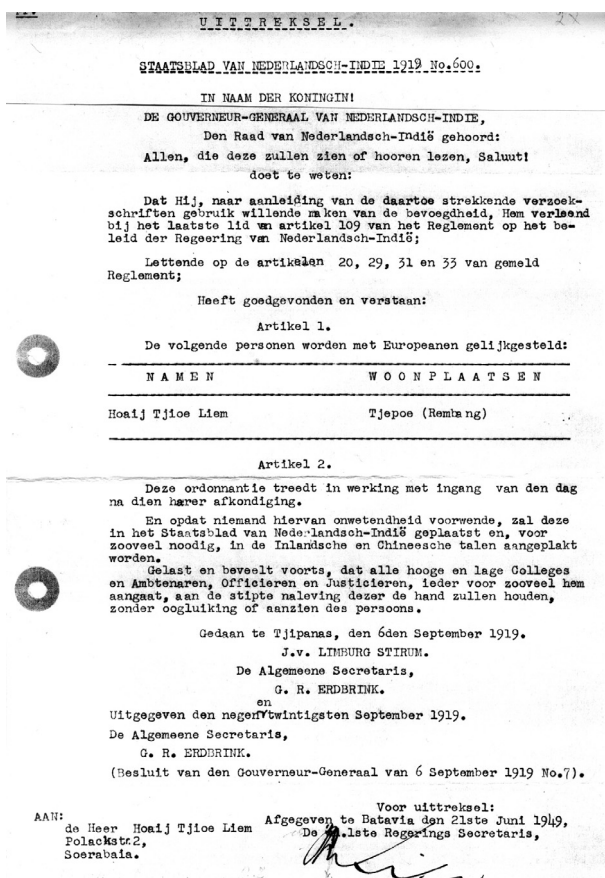 2x
UITTREKSEL.
STAATSBLAD VAN NEDERLANDSCH-INDIE 1919 No.600.
IN NAAM DER KONINGIN!
DE GOUVERNEUR-GENERAAL VAN NEDERLANDSCH-INDIE,
Den Raad van Nederlandsch-Indië gehoord:
Allen, die deze zullen zien of hooren lezen, Saluut!
doet te weten:
Dat Hij, naar aanleiding van de daartoe strekkende verzoek-
schriften gebruik willende maken van de bevoegdheid, Hem verleend
bij het laatste lid van artikel 109 van het Reglement op het be-
leid der Regeering van Nederlandsch-Indië;
Lettende op de artikelen 20, 29, 31 en 33 van gemeld
Reglement;
Heeft goedgevonden en verstaan:
Artikel 1.
De volgende personen worden met Europeanen gelijkgesteld:
NAMEN WOONPLAATSEN
Hoaij Tjioe Liem Tjepoe (Rembang)
Artikel 2.
Deze ordonnantie treedt in werking met ingang van den dag
na dien harer afkondiging.
En opdat niemand hiervan onwetendheid voorwende, zal deze
in het Staatsblad van Nederlandsch-Indië geplaatst en, voor
zooveel noodig, in de Inlandsche en Chineesche talen aangeplakt
worden.
Gelast en beveelt voorts, dat alle hooge en lage Colleges
en Ambtenaren, Officieren en Justicieren, ieder voor zooveel hem
aangaat, aan de stipte naleving dezer de hand zullen houden,
zonder oogluiking of aanzien des persoons.
Gedaan te Tjipanas, den 6den September 1919.
J.v. LIMBURG STIRUM.
De Algemeene Secretaris,
G. R. ERDBRINK.
en
Uitgegeven den negentwintigsten September 1919.
De Algemeene Secretaris,
G. R. ERDBRINK.
(Besluit van den Gouverneur-Generaal van 6 September 1919 No.7).
Voor uittreksel:
Afgegeven te Batavia den 21ste Juni 1949,
Regerings Secretaris,
AAN:
de Heer Hoaij Tjioe Liem
Polackstr.2,
Soerabaia.